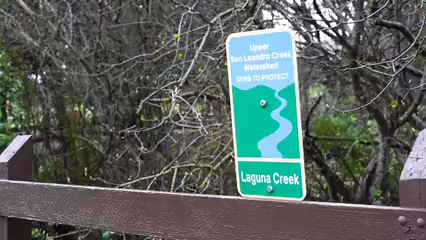 Upper
San Leandro Creek
Watershed
OURS TO PROTECT
Laguna Creek